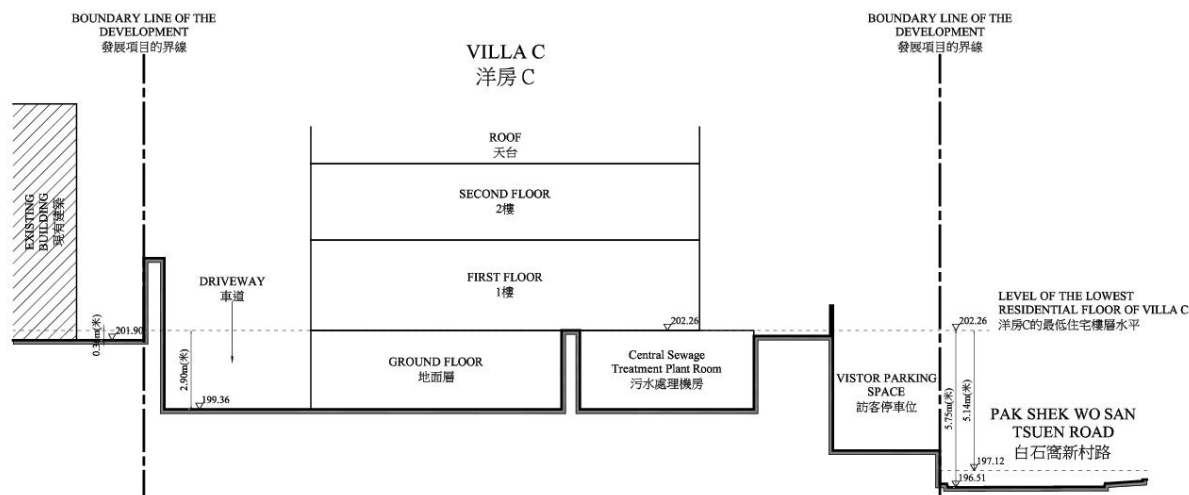 BOUNDARY LINE OF THE
DEVELOPMENT
發展項目的界線
BOUNDARY LINE OF THE
DEVELOPMENT
發展項目的界線
VILLA C
洋房 C
ROOF
天台
SECOND FLOOR
2樓
FIRST FLOOR
1樓
EXISTING
BUILDING
現有建築
DRIVEWAY
車道
0.36m(米)
201.90
2.90m(米)
199.36
GROUND FLOOR
地面層
202.26
Central Sewage
Treatment Plant Room
污水處理機房
VISTOR PARKING
SPACE
訪客停車位
202.26
LEVEL OF THE LOWEST
RESIDENTIAL FLOOR OF VILLA C
洋房C的最低住宅樓層水平
5.75m(米)
5.14m(米)
PAK SHEK WO SAN
TSUEN ROAD
白石窩新村路
197.12
196.51